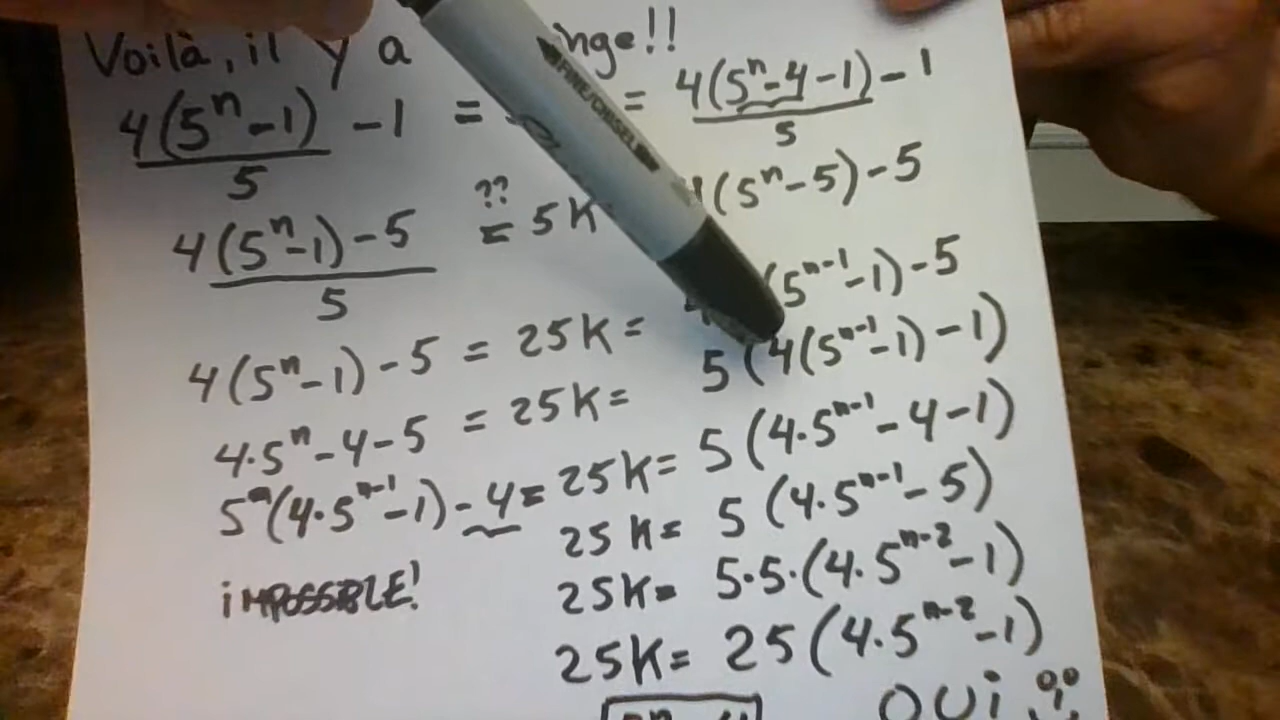 Voilà, il y a nge!!
4(5ⁿ-1)/5 - 1 = = 4(5ⁿ-4-1)/5 - 1
4(5ⁿ-1)-5/5 ??= 5K (5ⁿ-5)-5
(5ⁿ⁻¹-1)-5
4(5ⁿ-1)-5 = 25K = 5(4(5ⁿ⁻¹-1)-1)
4·5ⁿ-4-5 = 25K = 5(4·5ⁿ⁻¹-4-1)
5(4·5ⁿ⁻¹-1)-4= 25K= 5(4·5ⁿ⁻¹-5)
25K= 5·5·(4·5ⁿ⁻²-1)
iMPOSSIBLE!
25K= 25(4·5ⁿ⁻²-1)
OUi
FINE/CHISEL